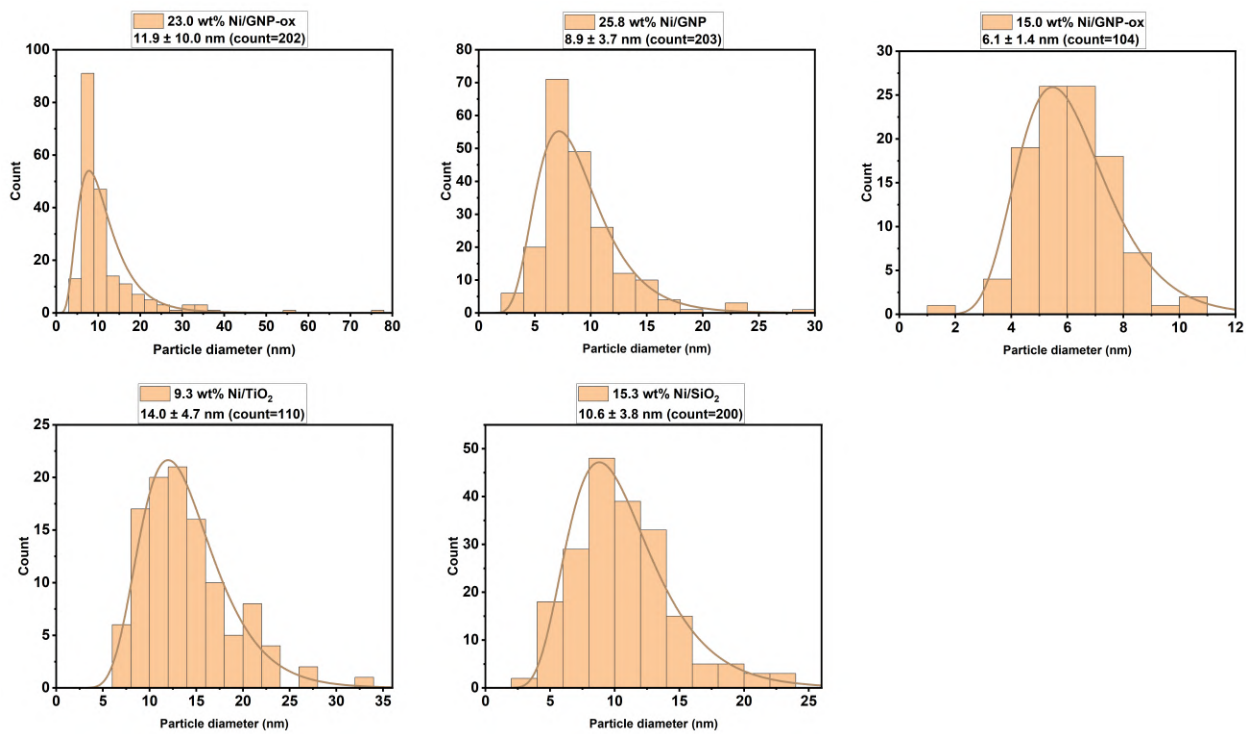 23.0 wt% Ni/GNP-ox
11.9 ± 10.0 nm (count=202)
100
80
60
40
20
0
Count
0 10 20 30 40 50 60 70 80
Particle diameter (nm)
25.8 wt% Ni/GNP
8.9 ± 3.7 nm (count=203)
80
70
60
50
40
30
20
10
0
Count
0 5 10 15 20 25 30
Particle diameter (nm)
15.0 wt% Ni/GNP-ox
6.1 ± 1.4 nm (count=104)
30
25
20
15
10
5
0
Count
0 2 4 6 8 10 12
Particle diameter (nm)
9.3 wt% Ni/TiO₂
14.0 ± 4.7 nm (count=110)
25
20
15
10
5
0
Count
0 5 10 15 20 25 30 35
Particle diameter (nm)
15.3 wt% Ni/SiO₂
10.6 ± 3.8 nm (count=200)
50
40
30
20
10
0
Count
0 5 10 15 20 25
Particle diameter (nm)